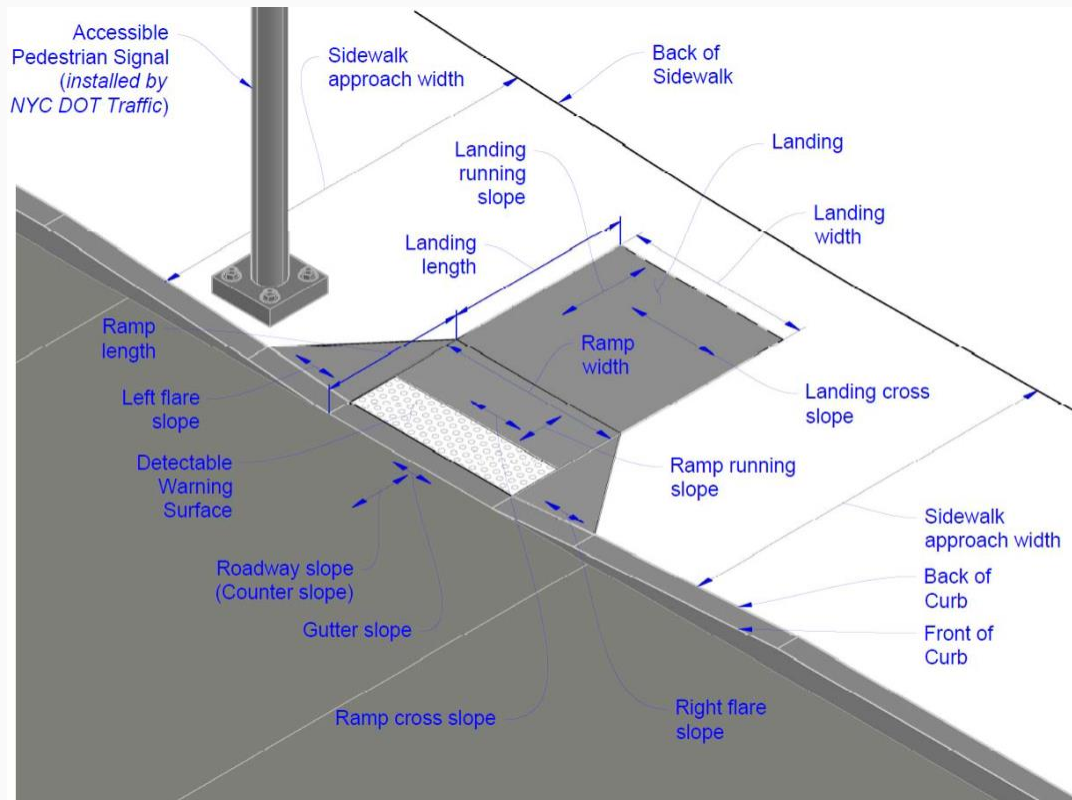 Accessible
Pedestrian Signal
(installed by
NYC DOT Traffic)
Sidewalk
approach width
Back of
Sidewalk
Landing
running
slope
Landing
Landing
width
Landing
length
Ramp
length
Ramp
width
Left flare
slope
Landing cross
slope
Detectable
Warning
Surface
Ramp running
slope
Sidewalk
approach width
Roadway slope
(Counter slope)
Back of
Curb
Gutter slope
Front of
Curb
Ramp cross slope
Right flare
slope